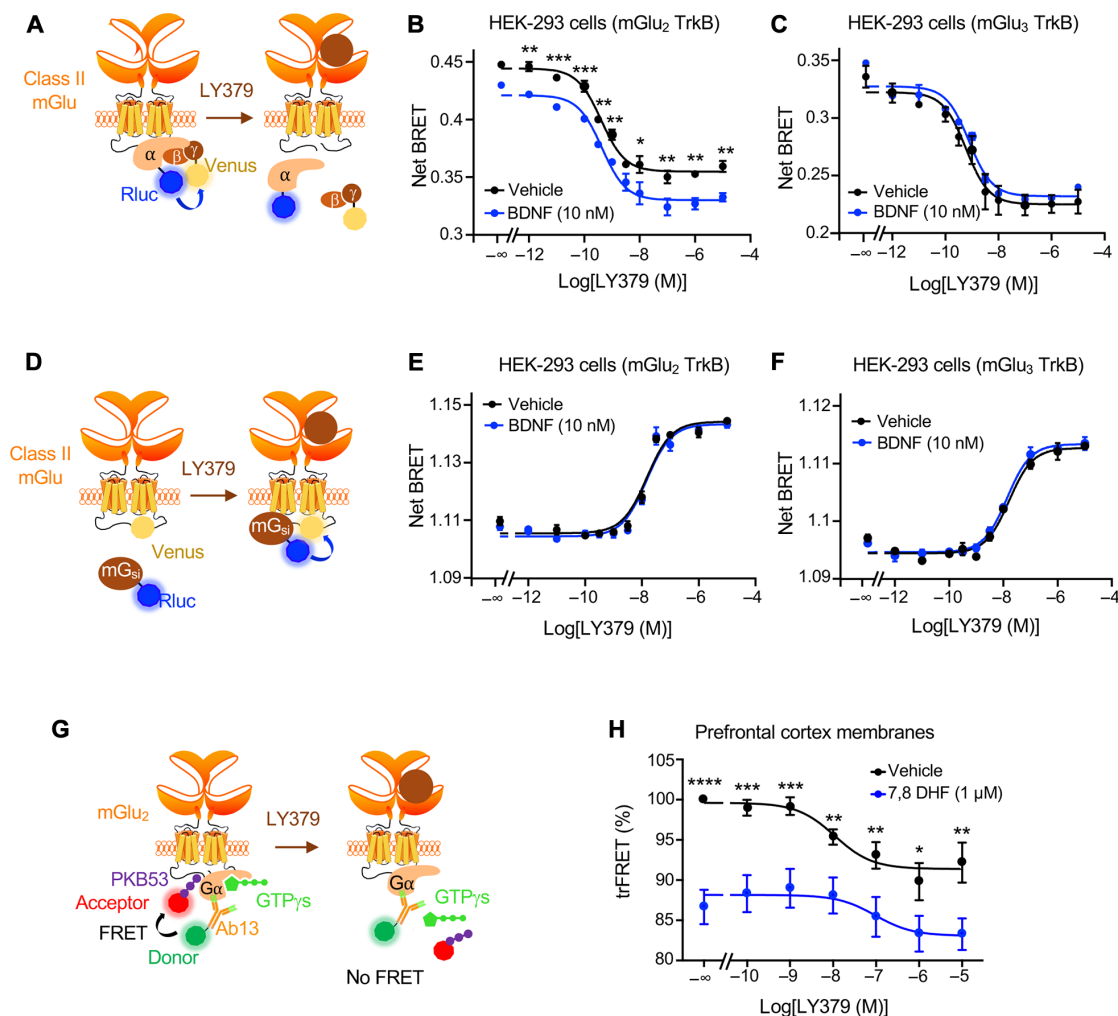 A
Class II
mGlu
LY379
α
β
γ
Venus
Rluc
α
β
γ
B
HEK-293 cells (mGlu₂ TrkB)
Net BRET
0.45
0.4
0.35
0.3
**
***
***
**
**
*
**
**
**
Vehicle
BDNF (10 nM)
–∞
–12
–10
–8
–6
–4
Log[LY379 (M)]
C
HEK-293 cells (mGlu₃ TrkB)
Net BRET
0.35
0.3
0.25
0.2
Vehicle
BDNF (10 nM)
–∞
–12
–10
–8
–6
–4
Log[LY379 (M)]
D
Class II
mGlu
LY379
Venus
mGsi
Rluc
mGsi
E
HEK-293 cells (mGlu₂ TrkB)
Net BRET
1.15
1.13
1.11
1.09
Vehicle
BDNF (10 nM)
–∞
–12
–10
–8
–6
–4
Log[LY379 (M)]
F
HEK-293 cells (mGlu₃ TrkB)
Net BRET
1.12
1.11
1.1
1.09
Vehicle
BDNF (10 nM)
–∞
–12
–10
–8
–6
–4
Log[LY379 (M)]
G
mGlu₂
LY379
PKB53
Acceptor
Gα
GTPγs
FRET
Ab13
Donor
Gα
GTPγs
No FRET
H
Prefrontal cortex membranes
trFRET (%)
105
100
95
90
85
80
****
***
***
**
**
*
**
Vehicle
7,8 DHF (1 µM)
–∞
–10
–9
–8
–7
–6
–5
Log[LY379 (M)]